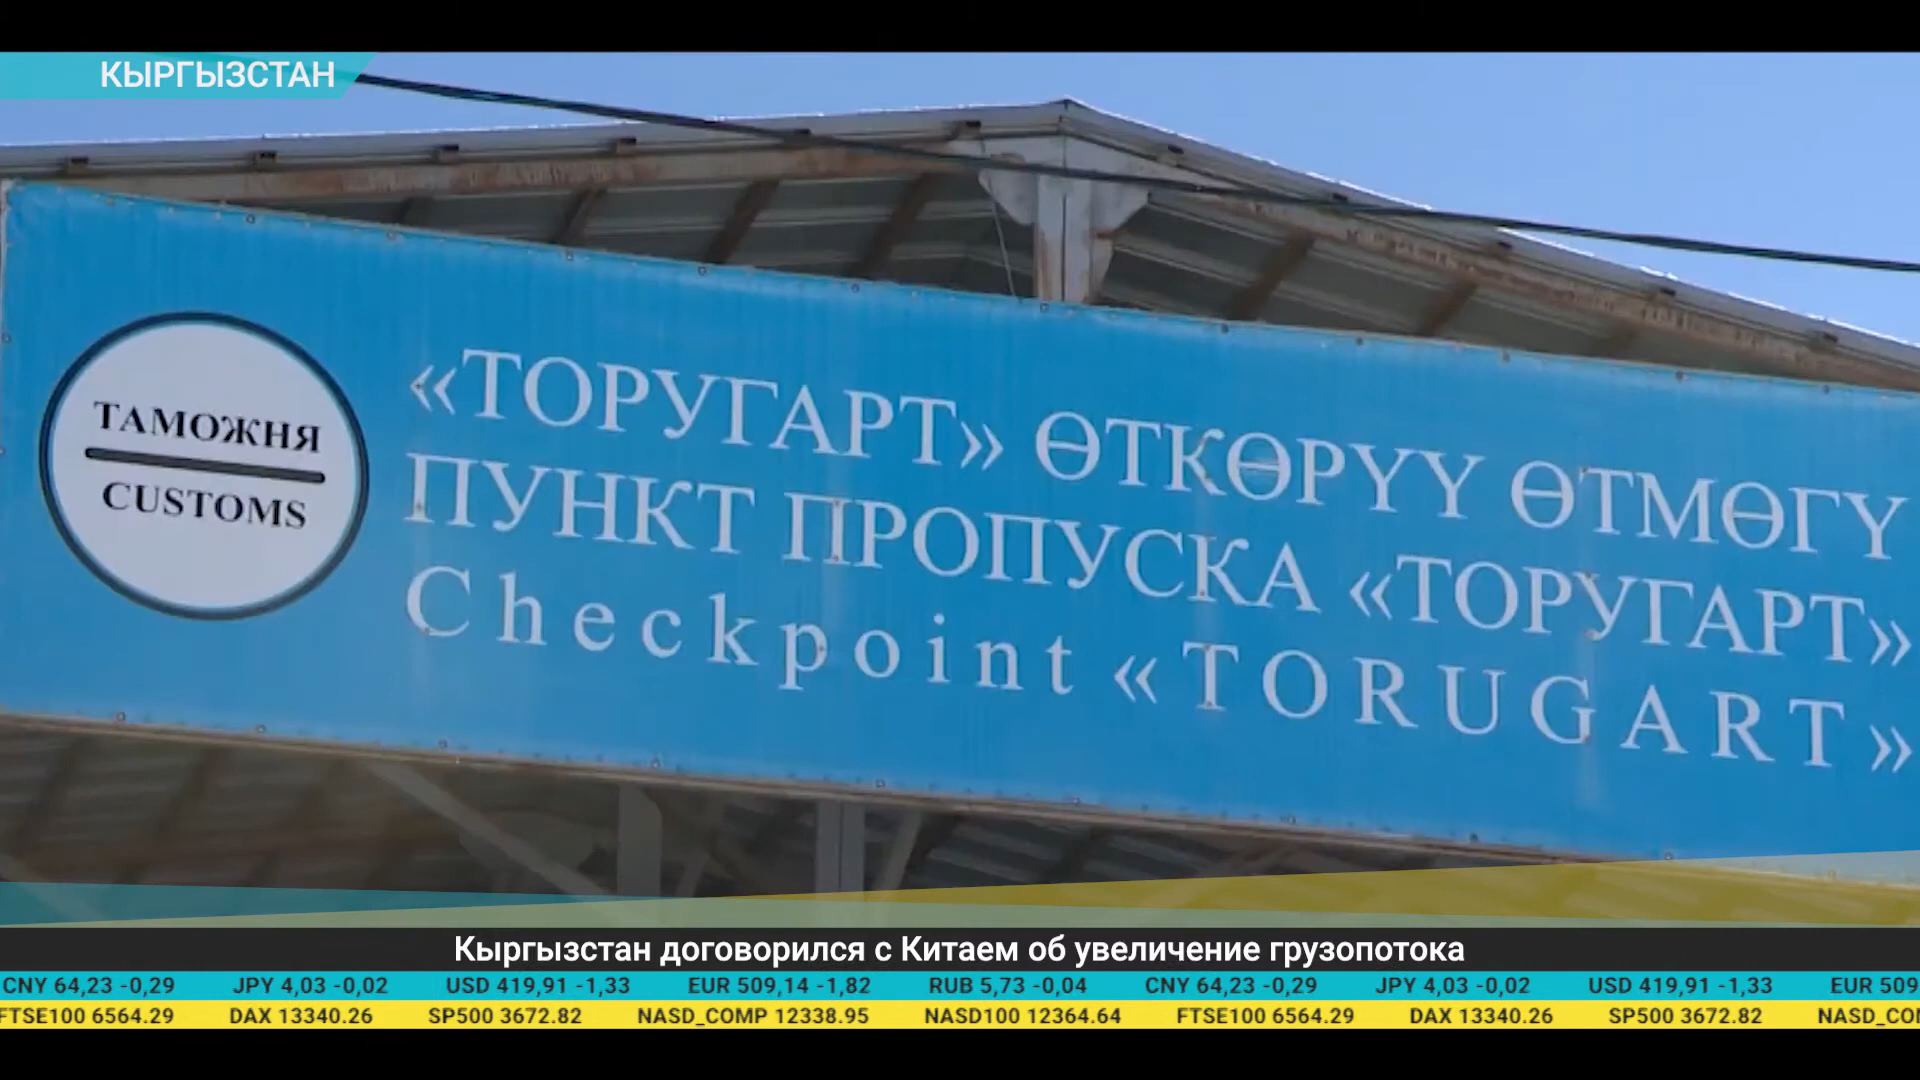 КЫРГЫЗСТАН
ТАМОЖНЯ
CUSTOMS
«ТОРУГАРТ» ӨТКӨРҮҮ ӨТМӨГҮ
ПУНКТ ПРОПУСКА «ТОРУГАРТ»
Checkpoint «TORUGART»
Кыргызстан договорился с Китаем об увеличение грузопотока
CNY 64,23 -0,29 JPY 4,03 -0,02 USD 419,91 -1,33 EUR 509,14 -1,82 RUB 5,73 -0,04 CNY 64,23 -0,29 JPY 4,03 -0,02 USD 419,91 -1,33 EUR 509
FTSE100 6564.29 DAX 13340.26 SP500 3672.82 NASD_COMP 12338.95 NASD100 12364.64 FTSE100 6564.29 DAX 13340.26 SP500 3672.82 NASD_CO